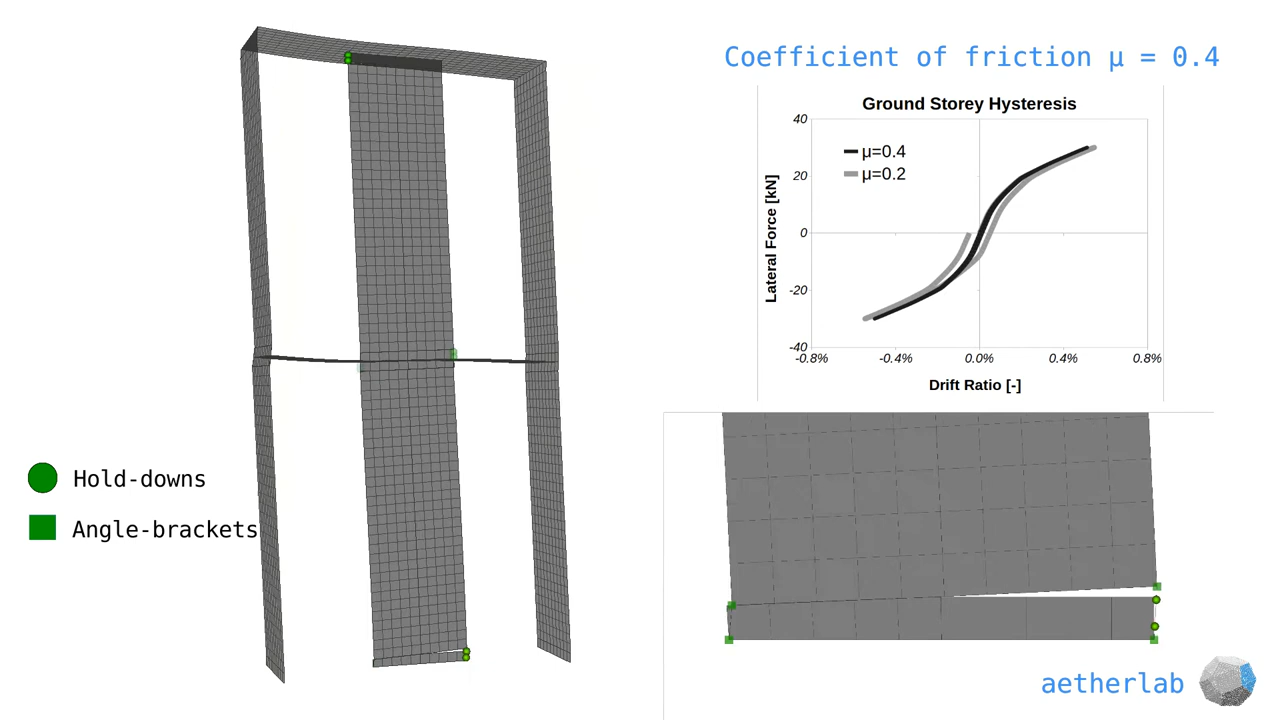 Coefficient of friction μ = 0.4
Ground Storey Hysteresis
40
20
0
-20
-40
μ=0.4
μ=0.2
Lateral Force [kN]
-0.8%
-0.4%
0.0%
0.4%
0.8%
Drift Ratio [-]
Hold-downs
Angle-brackets
aetherlab